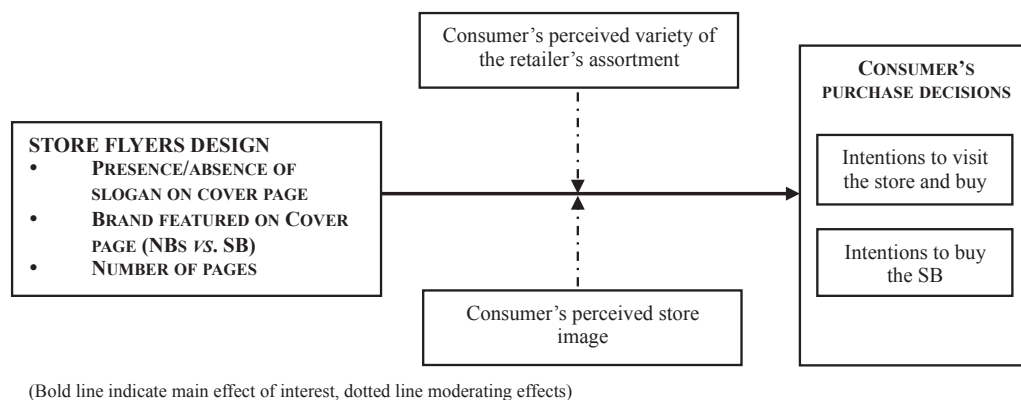 Consumer's perceived variety of
the retailer's assortment
STORE FLYERS DESIGN
• PRESENCE/ABSENCE OF
SLOGAN ON COVER PAGE
• BRAND FEATURED ON COVER
PAGE (NBS VS. SB)
• NUMBER OF PAGES
Consumer's perceived store
image
CONSUMER'S
PURCHASE DECISIONS
Intentions to visit
the store and buy
Intentions to buy
the SB
(Bold line indicate main effect of interest, dotted line moderating effects)